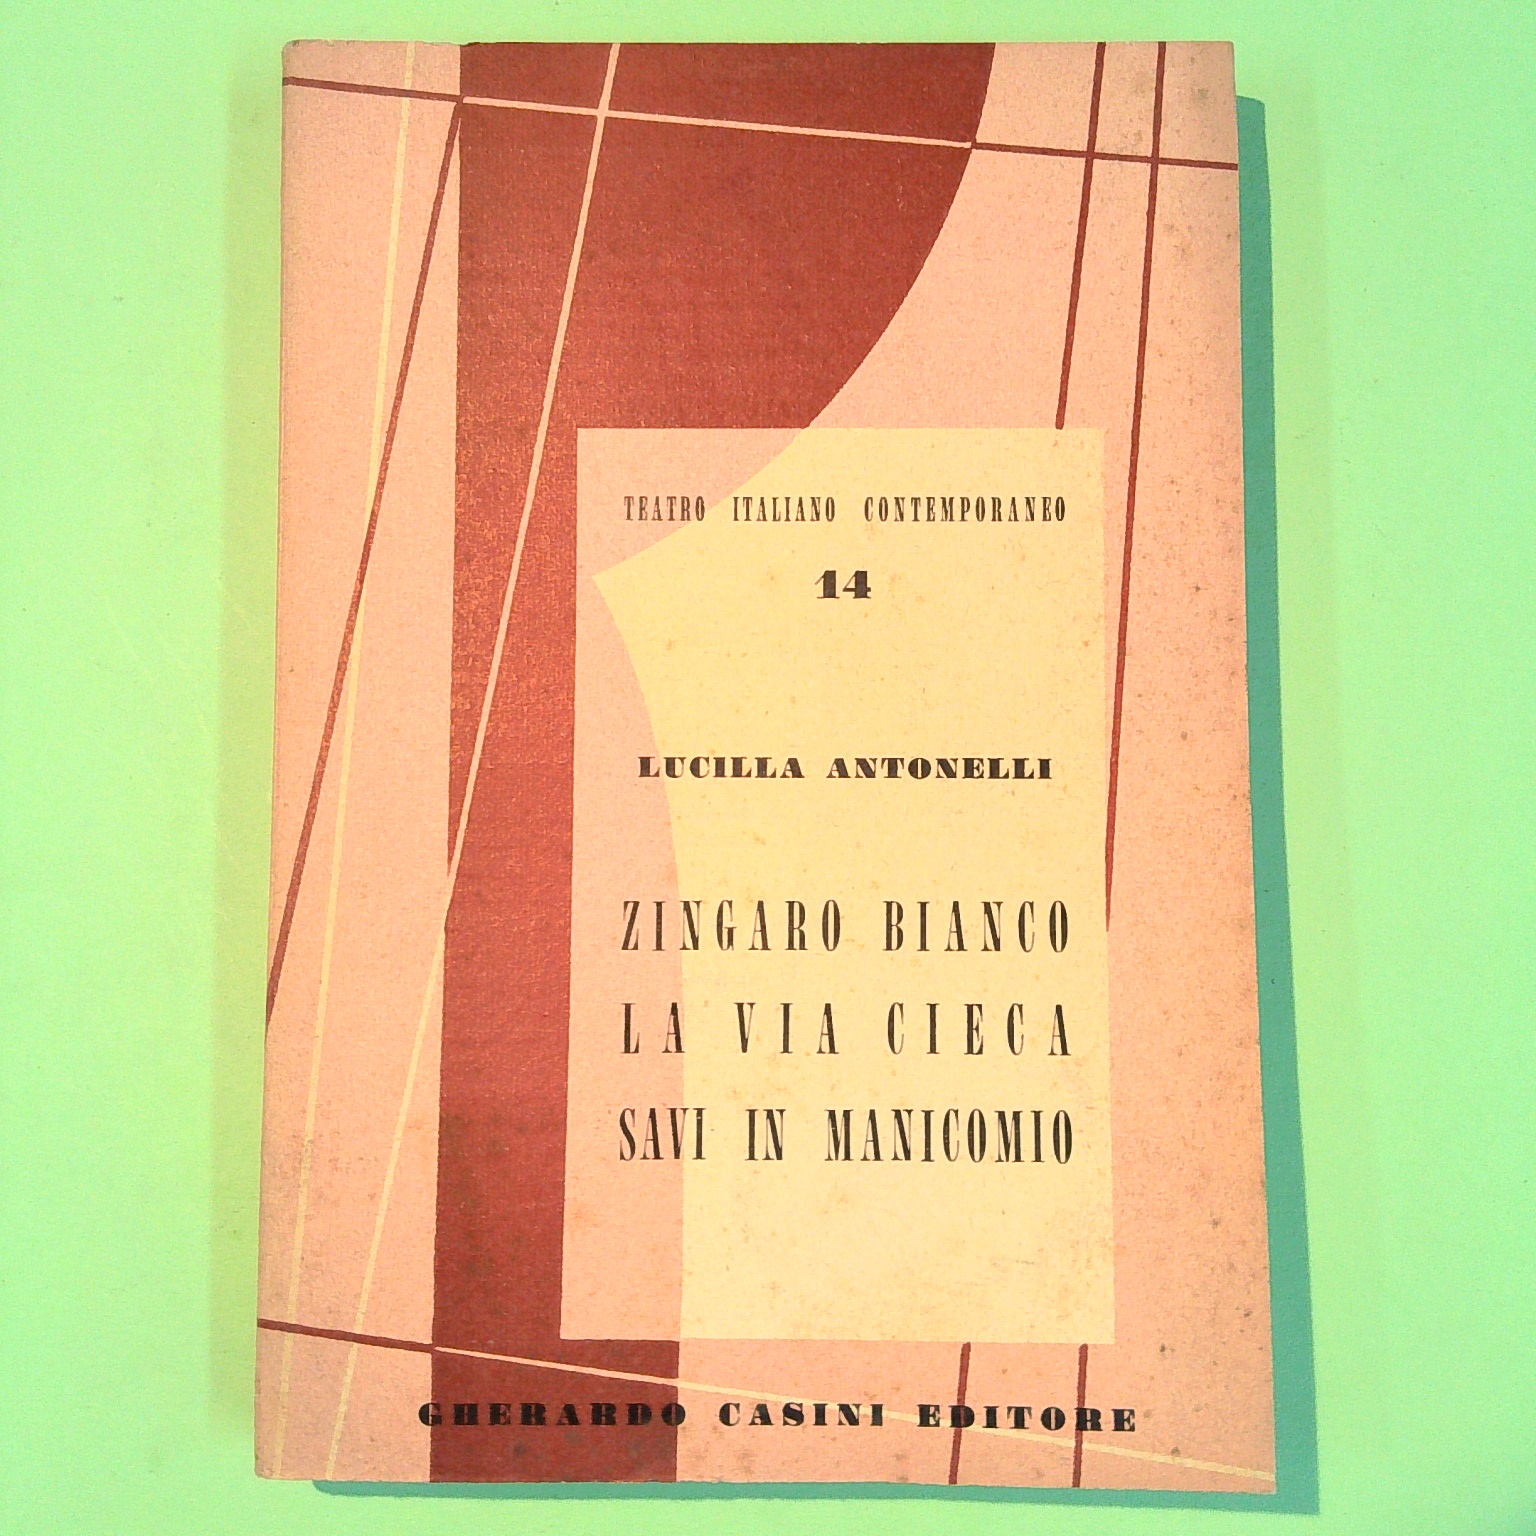 TEATRO ITALIANO CONTEMPORANEO
14
LUCILLA ANTONELLI
ZINGARO BIANCO
LA VIA CIECA
SAVI IN MANICOMIO
GHERARDO CASINI EDITORE